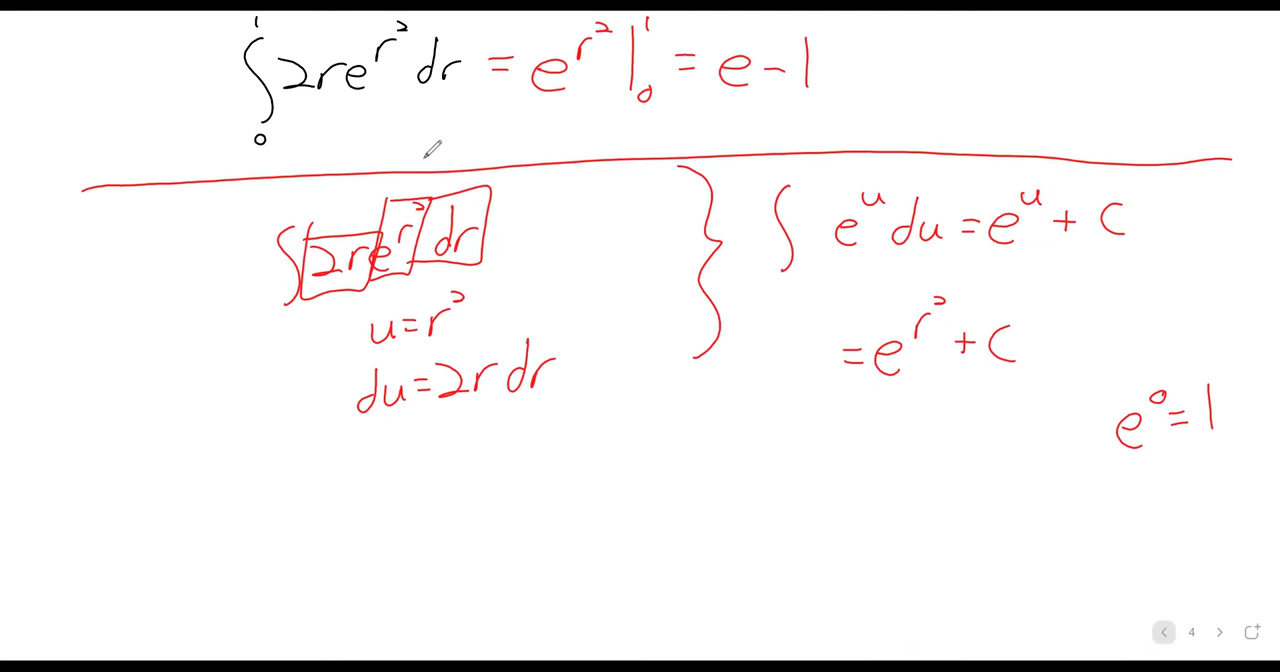 ∫₀¹ 2re^{r²} dr = e^{r²}|₀¹ = e - 1
∫ 2re^{r²} dr
u = r²
du = 2r dr
∫ e^u du = e^u + C
= e^{r²} + C
e⁰ = 1
4